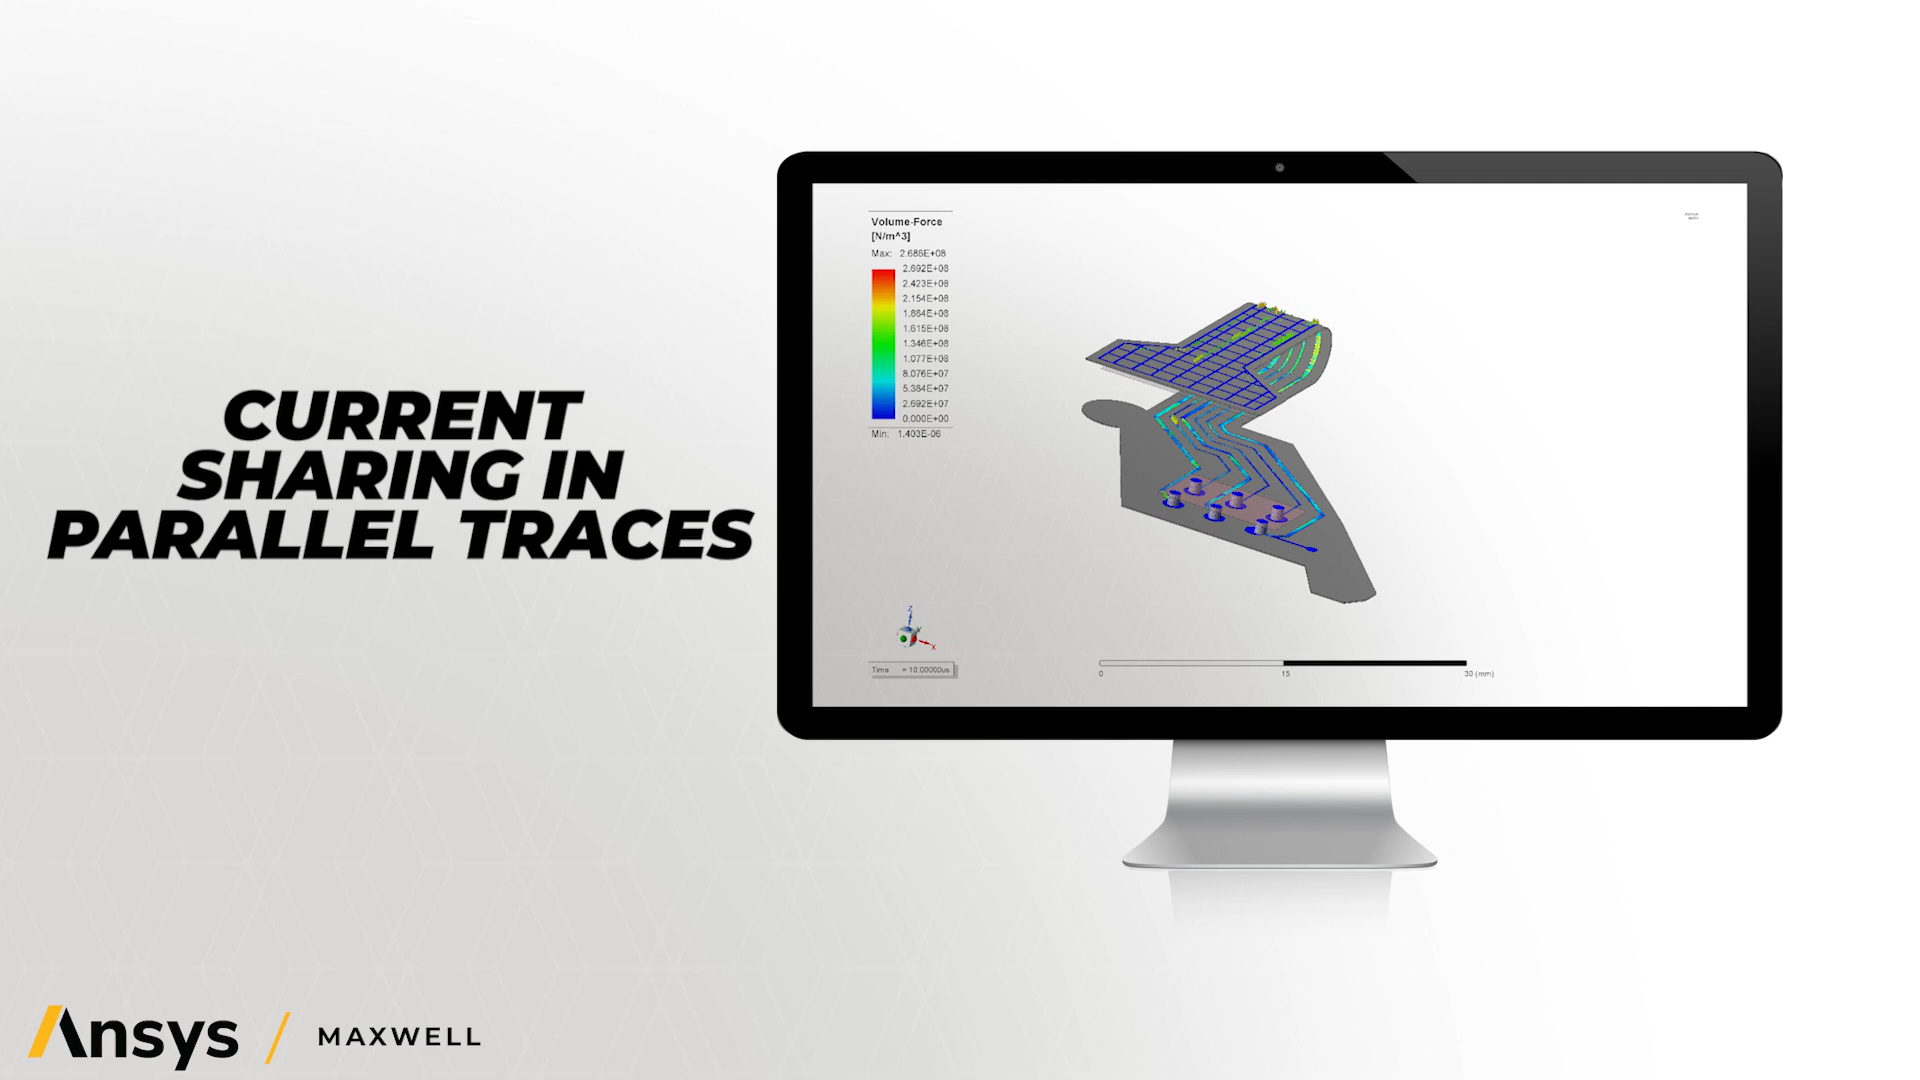 CURRENT
SHARING IN
PARALLEL TRACES
Volume-Force
[N/m^3]
Max: 2.686E+08
2.692E+08
2.423E+08
2.154E+08
1.884E+08
1.615E+08
1.346E+08
1.077E+08
8.076E+07
5.384E+07
2.692E+07
0.000E+00
Min: 1.403E-06
Z
Y
X
Time = 10.00000us
0 15 30 (mm)
Ansys / MAXWELL